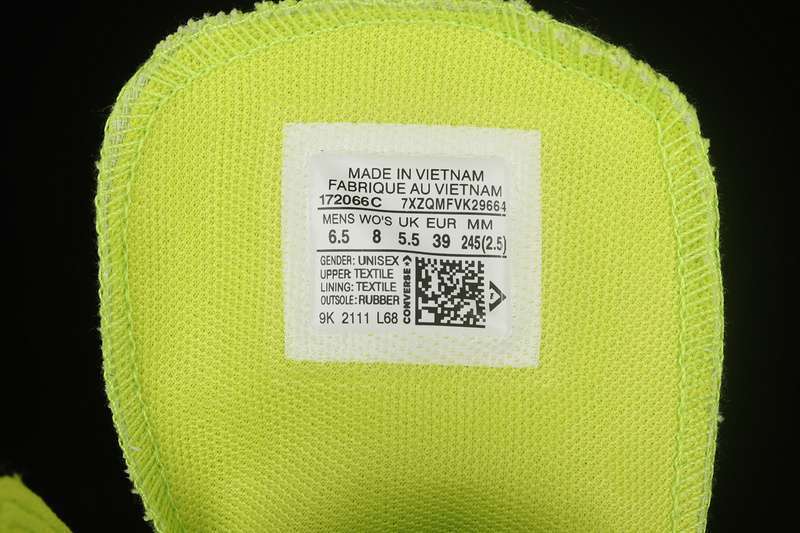 MADE IN VIETNAM
FABRIQUE AU VIETNAM
172066C 7XZQMFVK29664
MENS WO'S UK EUR MM
6.5 8 5.5 39 245(2.5)
GENDER: UNISEX
UPPER: TEXTILE
LINING: TEXTILE
OUTSOLE: RUBBER
9K 2111 L68
CONVERSE